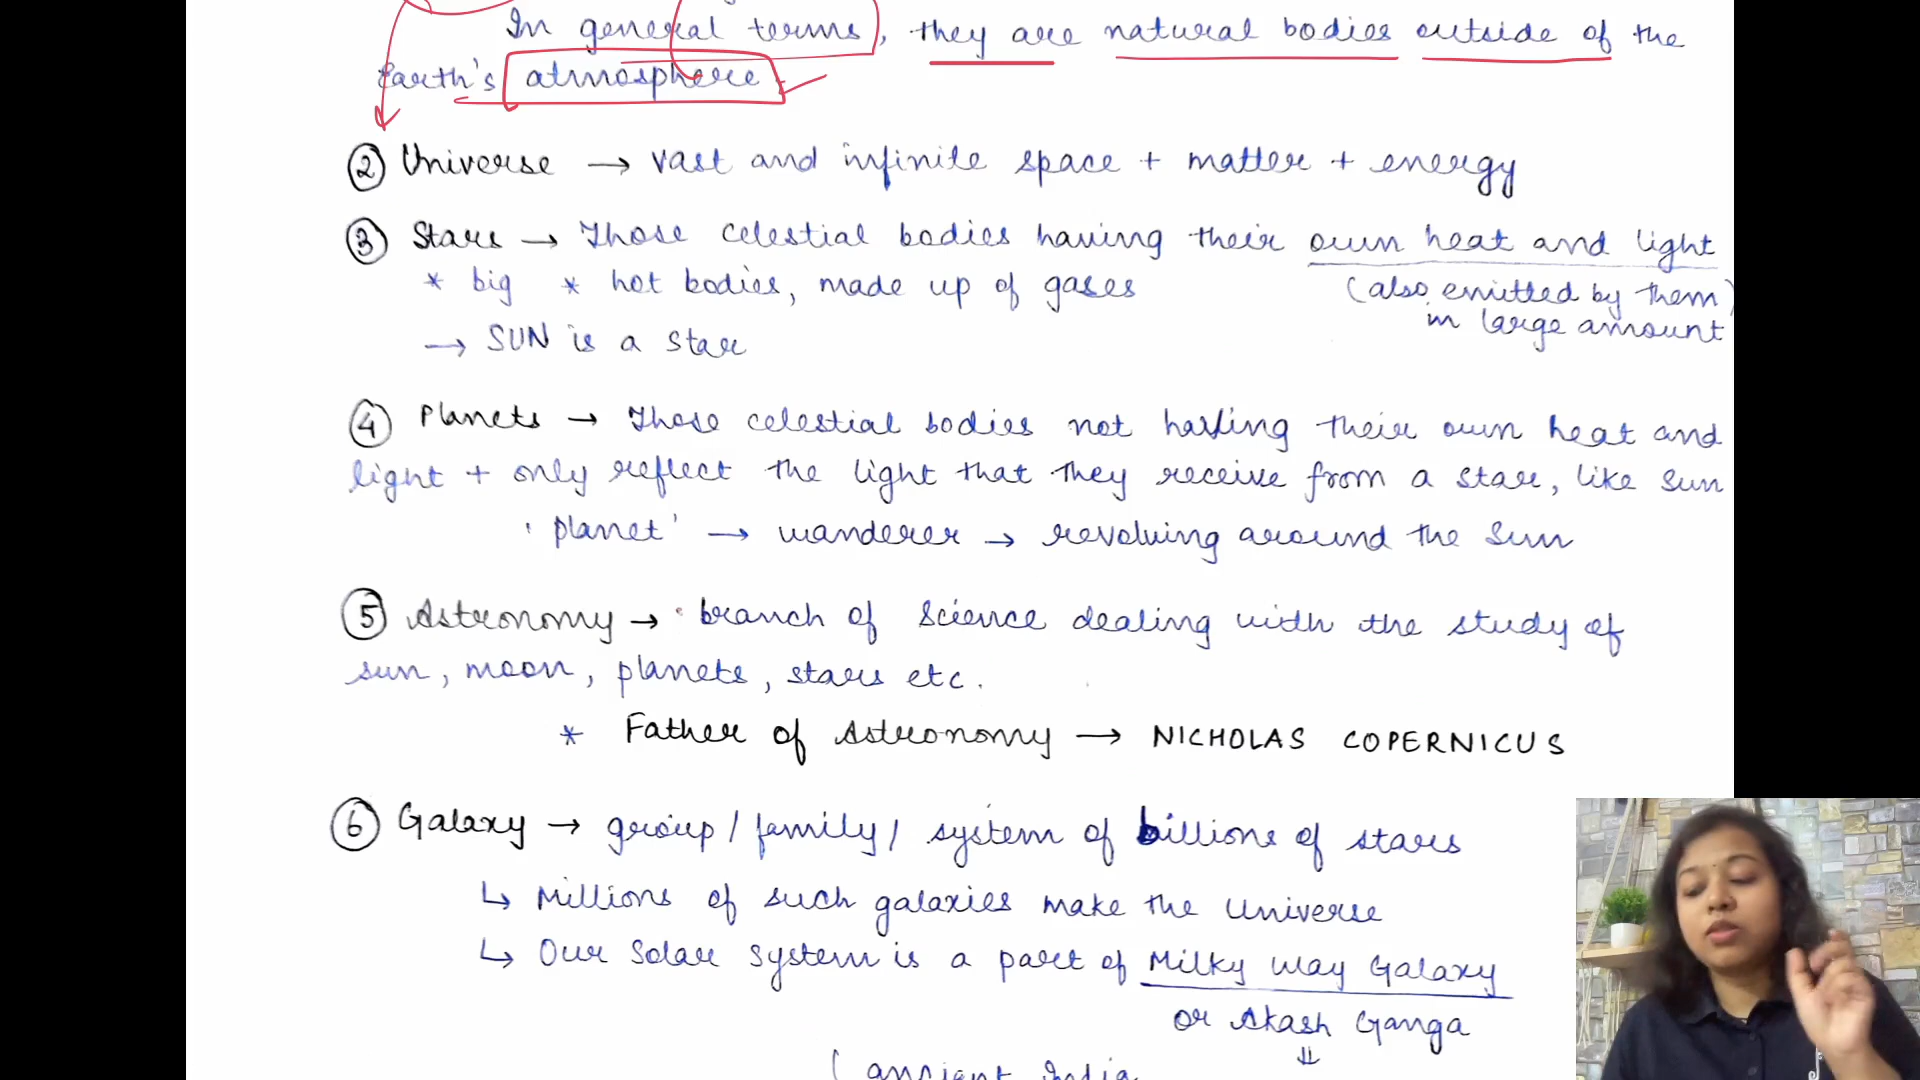 In general terms, they are natural bodies outside of the
Earth's atmosphere.
② Universe → vast and infinite space + matter + energy
③ Stars → Those celestial bodies having their own heat and light
* big * hot bodies, made up of gases
(also emitted by them)
in large amount
→ SUN is a star
④ Planets → Those celestial bodies not having their own heat and
light + only reflect the light that they receive from a star, like Sun
'planet' → wanderer → revolving around the Sun
⑤ Astronomy → branch of Science dealing with the study of
sun, moon, planets, stars etc.
* Father of Astronomy → NICHOLAS COPERNICUS
⑥ Galaxy → group / family / system of billions of stars
↳ Millions of such galaxies make the Universe
↳ Our Solar System is a part of Milky Way Galaxy
or Akash Ganga
⇓
(ancient India